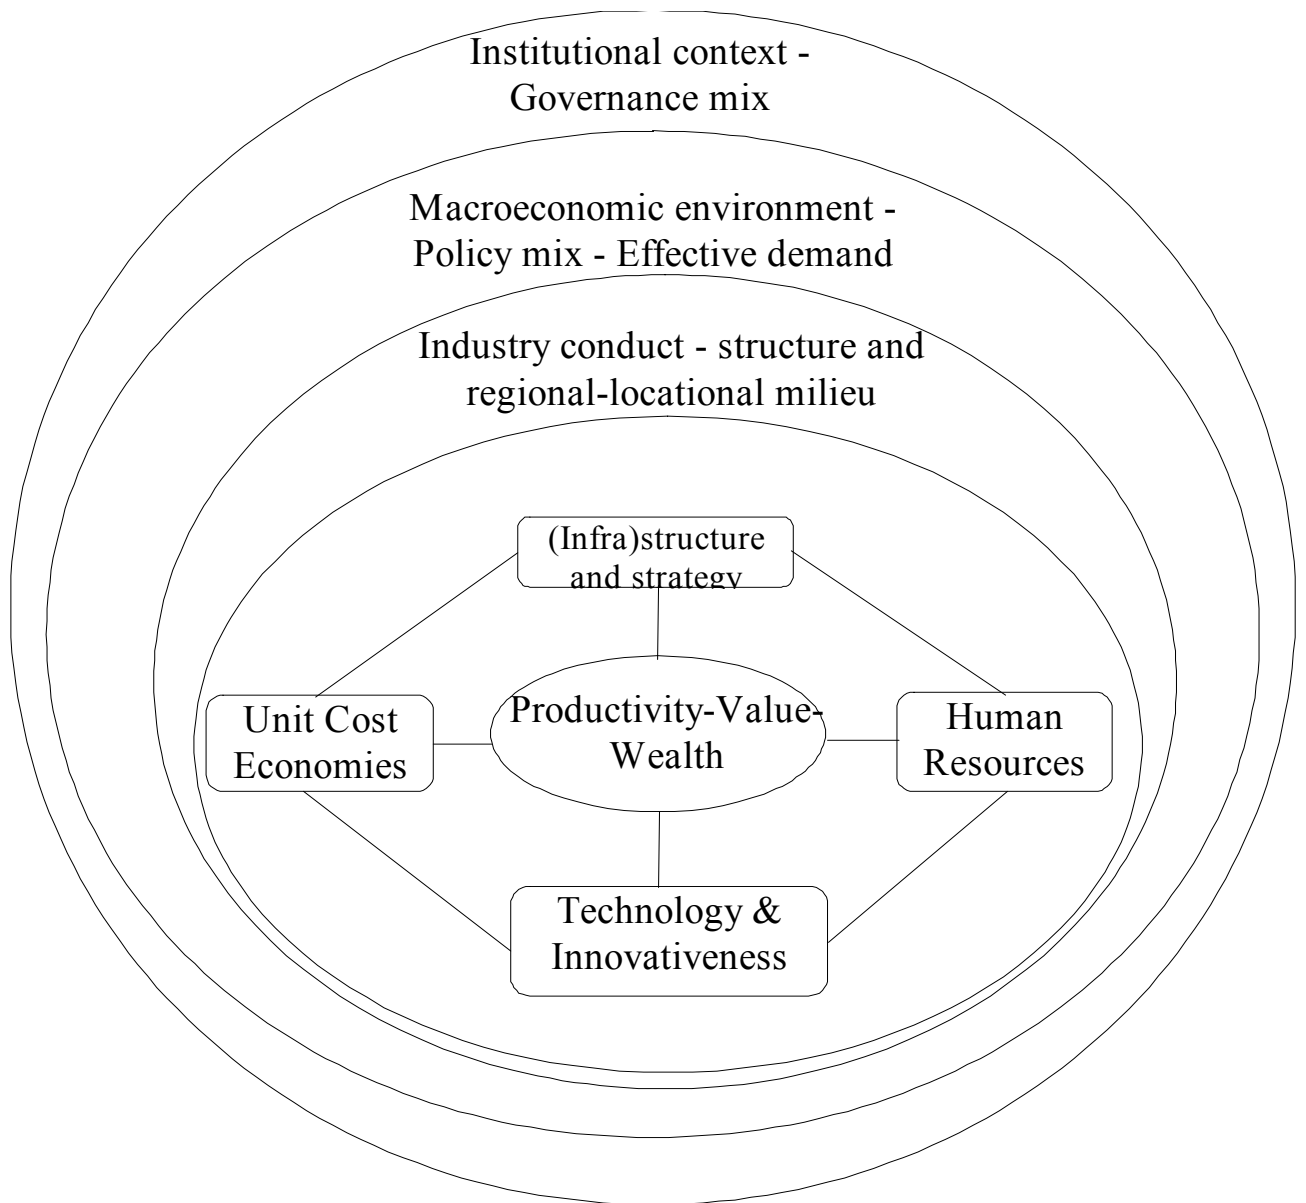 Institutional context -
Governance mix
Macroeconomic environment -
Policy mix - Effective demand
Industry conduct - structure and
regional-locational milieu
(Infra)structure
and strategy
Productivity-Value-
Wealth
Unit Cost
Economies
Human
Resources
Technology &
Innovativeness